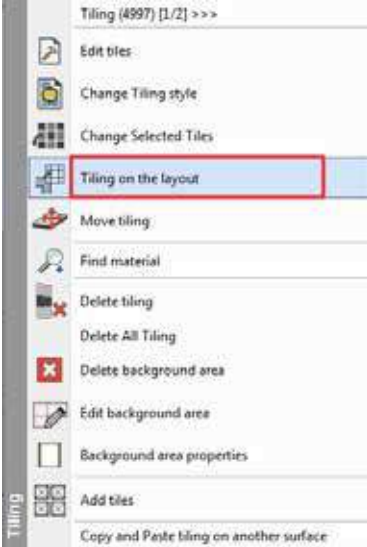 Tiling (4997) [1/2] >>>
Edit tiles
Change Tiling style
Change Selected Tiles
Tiling on the layout
Move tiling
Find material
Delete tiling
Delete All Tiling
Delete background area
Edit background area
Background area properties
Add tiles
Copy and Paste tiling on another surface
Tiling